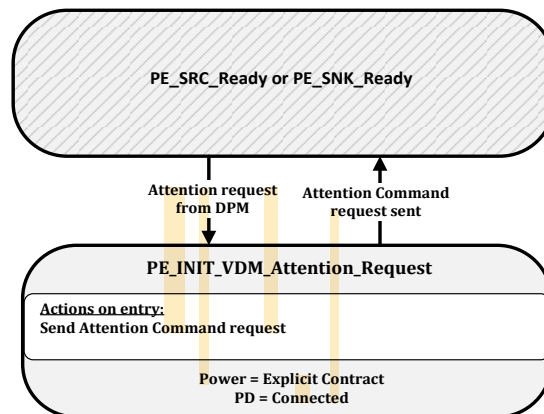 PE_SRC_Ready or PE_SNK_Ready
Attention request
from DPM
Attention Command
request sent
PE_INIT_VDM_Attention_Request
Actions on entry:
Send Attention Command request
Power = Explicit Contract
PD = Connected